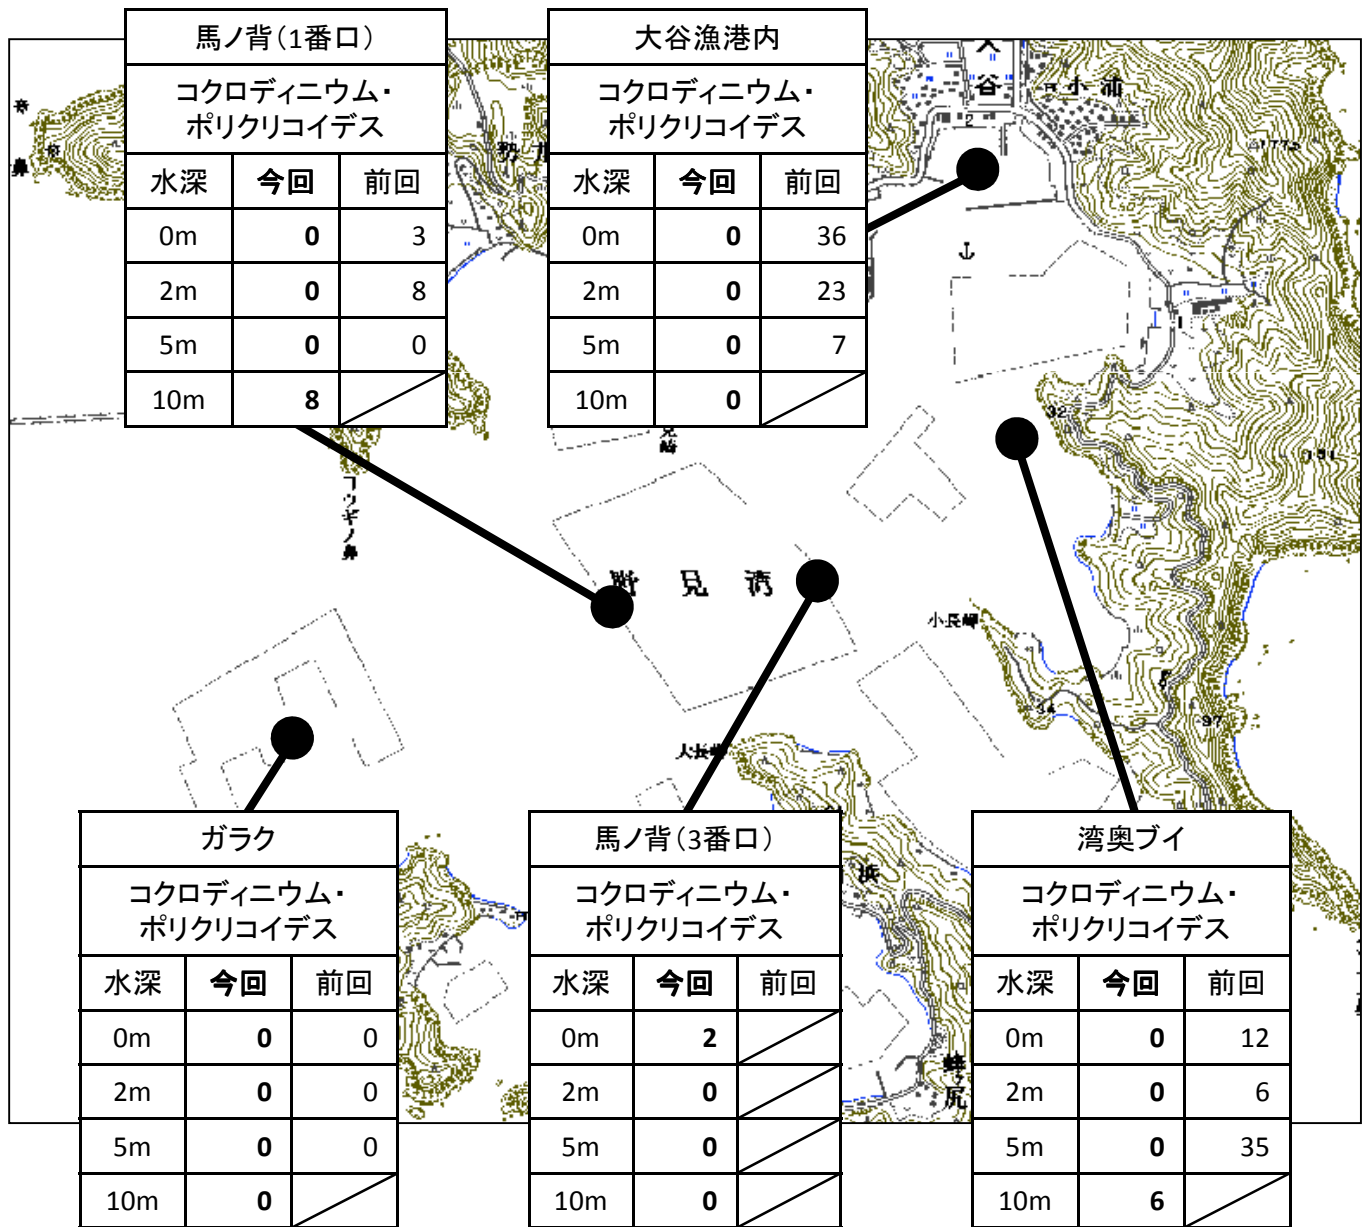 馬ノ背(1番口)
コクロディニウム・
ポリクリコイデス
水深 今回 前回
0m 0 3
2m 0 8
5m 0 0
10m 8
大谷漁港内
コクロディニウム・
ポリクリコイデス
水深 今回 前回
0m 0 36
2m 0 23
5m 0 7
10m 0
大谷
小浦
2
1
32
151
34
97
コウギノ鼻
見崎
見湾
小長岬
大長岬
浜
ガラク
コクロディニウム・
ポリクリコイデス
水深 今回 前回
0m 0 0
2m 0 0
5m 0 0
10m 0
馬ノ背(3番口)
コクロディニウム・
ポリクリコイデス
水深 今回 前回
0m 2
2m 0
5m 0
10m 0
湾奥ブイ
コクロディニウム・
ポリクリコイデス
水深 今回 前回
0m 0 12
2m 0 6
5m 0 35
10m 6